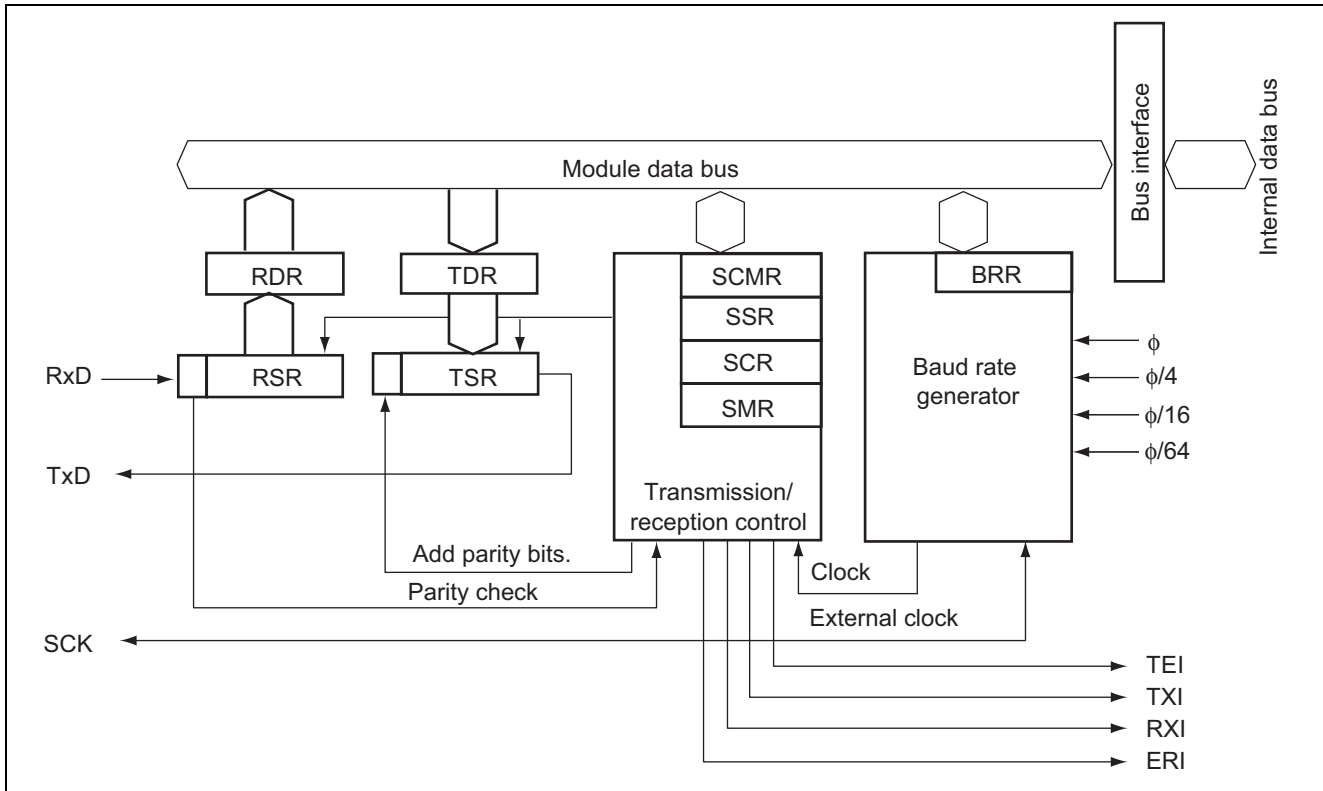 Module data bus
Bus interface
Internal data bus
RDR
TDR
SCMR
BRR
SSR
SCR
SMR
RxD
RSR
TSR
Baud rate
generator
ϕ
ϕ/4
ϕ/16
ϕ/64
TxD
Transmission/
reception control
Add parity bits.
Clock
Parity check
External clock
SCK
TEI
TXI
RXI
ERI